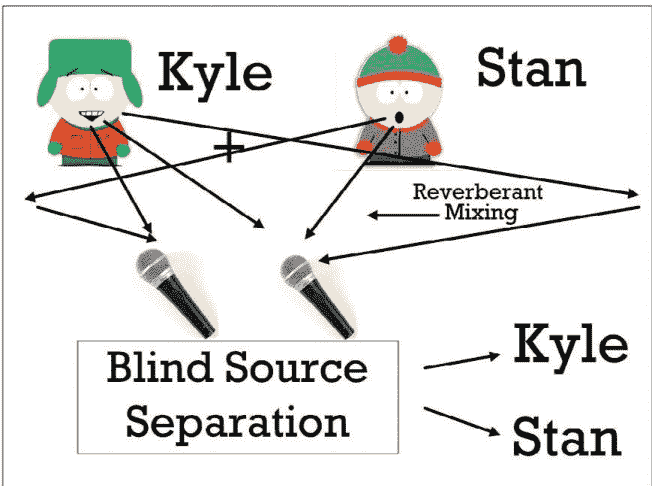 Kyle
Stan
+
Reverberant
Mixing
Blind Source
Separation
Kyle
Stan